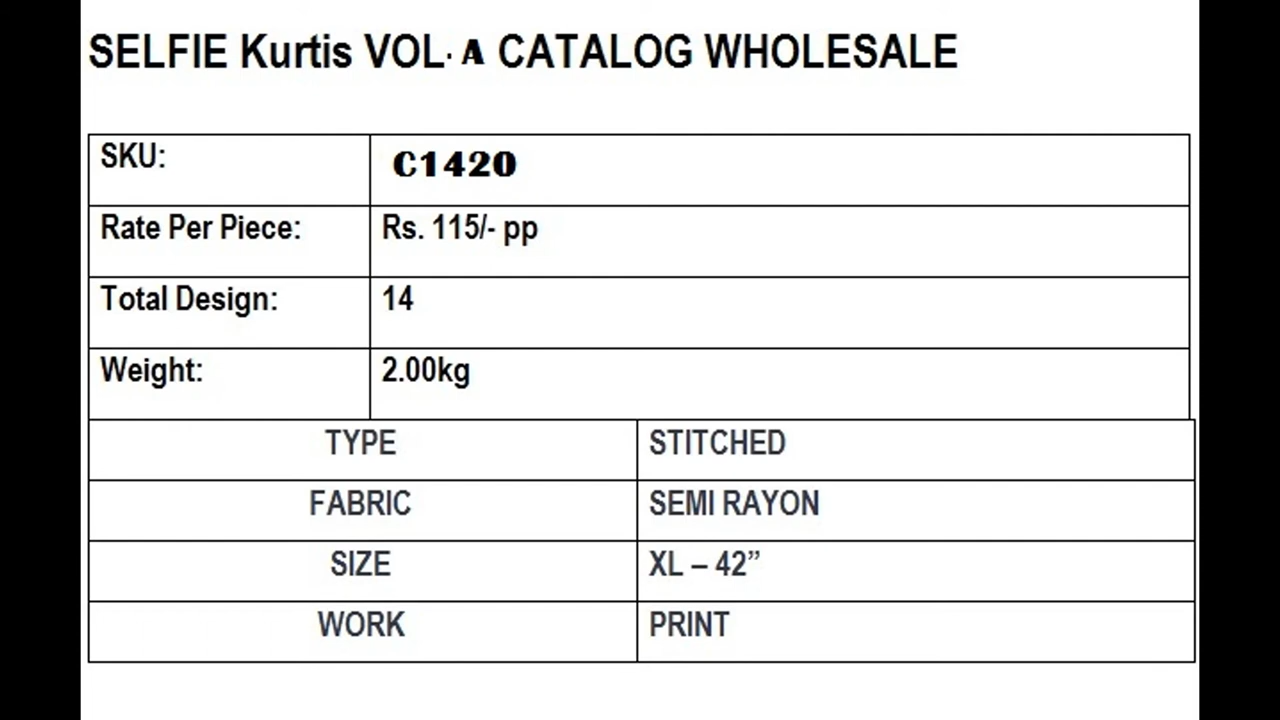 SELFIE Kurtis VOL. A CATALOG WHOLESALE
SKU: C1420
Rate Per Piece: Rs. 115/- pp
Total Design: 14
Weight: 2.00kg
TYPE STITCHED
FABRIC SEMI RAYON
SIZE XL – 42”
WORK PRINT